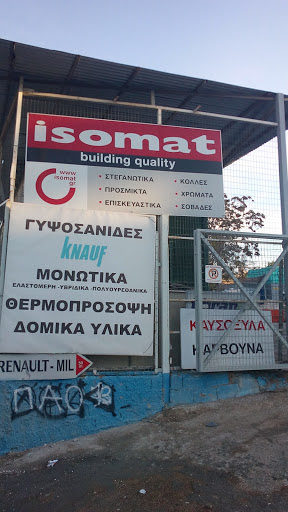 isomat
building quality
www.
isomat
.gr
• ΣΤΕΓΑΝΩΤΙΚΑ
• ΠΡΟΣΜΙΚΤΑ
• ΕΠΙΣΚΕΥΑΣΤΙΚΑ
• ΚΟΛΛΕΣ
• ΧΡΩΜΑΤΑ
• ΣΟΒΑΔΕΣ
ΓΥΨΟΣΑΝΙΔΕΣ
KNAUF
ΜΟΝΩΤΙΚΑ
ΕΛΑΣΤΟΜΕΡΗ -ΥΒΡΙΔΙΚΑ -ΠΟΛΥΟΥΡΕΘΑΝΙΚΑ
ΘΕΡΜΟΠΡΟΣΟΨΗ
ΔΟΜΙΚΑ ΥΛΙΚΑ
P
ΚΑΥΣΟΞΥΛΑ
ΚΑΡΒΟΥΝΑ
RENAULT - MIL
ΠΑΟ